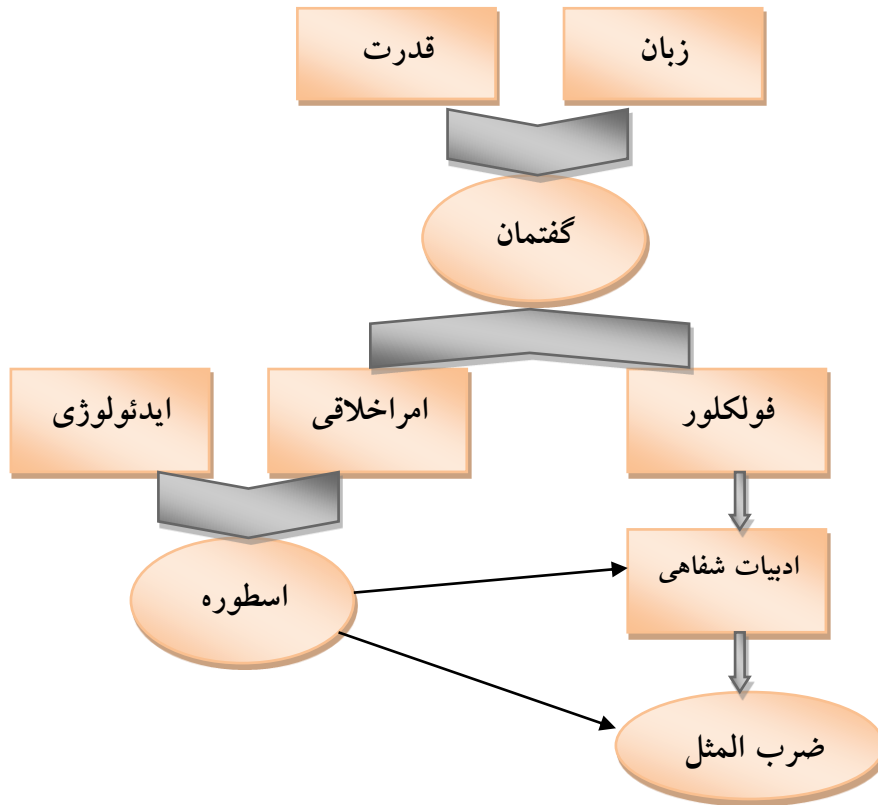 زبان
قدرت
گفتمان
فولکلور
امراخلاقی
ایدئولوژی
ادبیات شفاهی
اسطوره
ضرب المثل